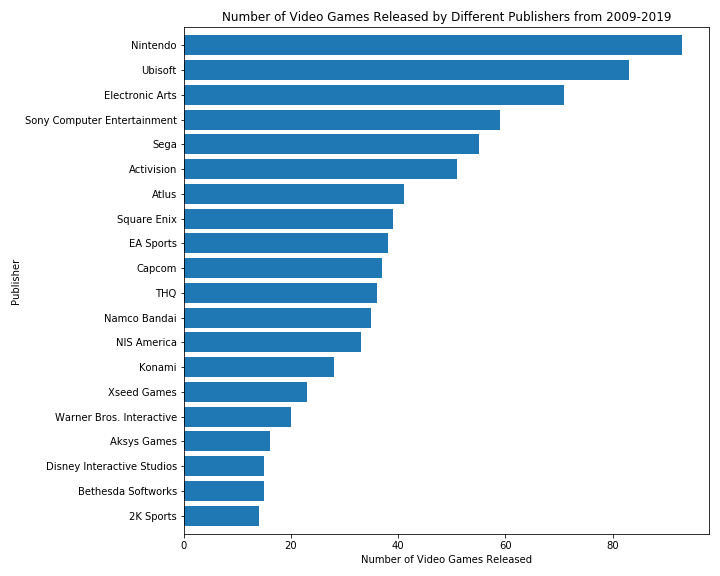 Number of Video Games Released by Different Publishers from 2009-2019
Publisher
Nintendo
Ubisoft
Electronic Arts
Sony Computer Entertainment
Sega
Activision
Atlus
Square Enix
EA Sports
Capcom
THQ
Namco Bandai
NIS America
Konami
Xseed Games
Warner Bros. Interactive
Aksys Games
Disney Interactive Studios
Bethesda Softworks
2K Sports
0 20 40 60 80
Number of Video Games Released